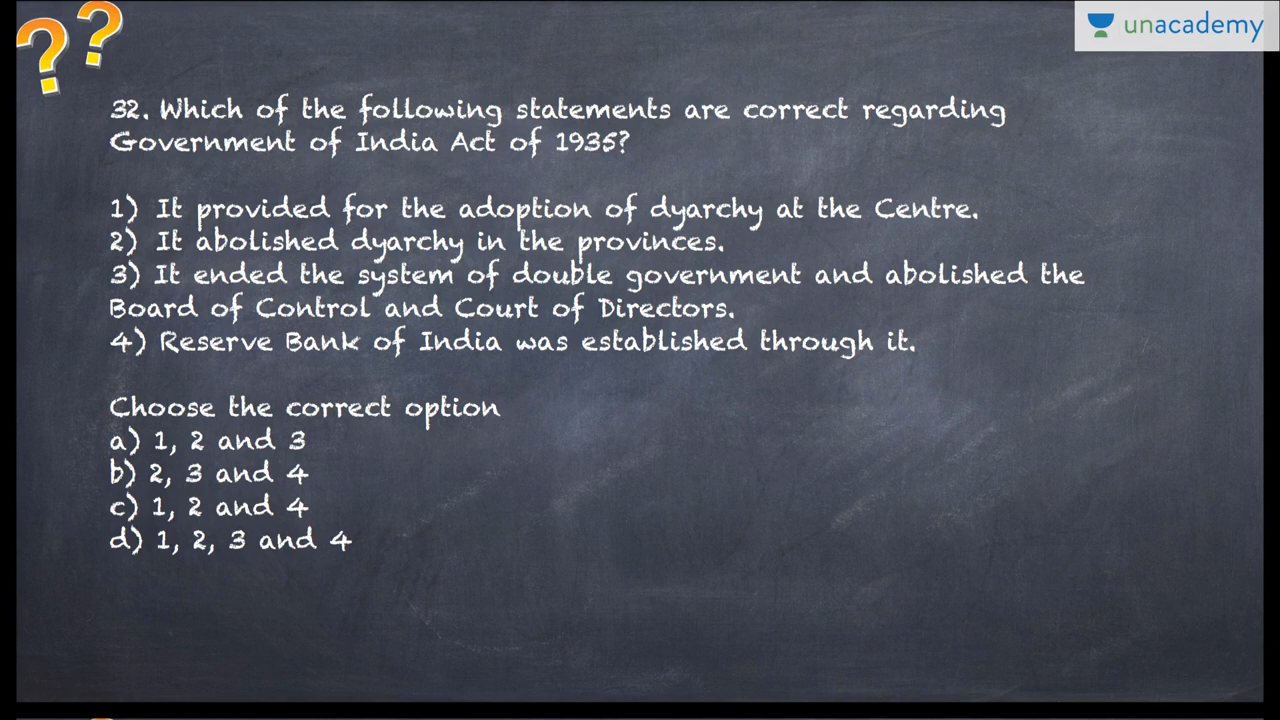 unacademy
32. Which of the following statements are correct regarding
Government of India Act of 1935?
1) It provided for the adoption of dyarchy at the Centre.
2) It abolished dyarchy in the provinces.
3) It ended the system of double government and abolished the
Board of Control and Court of Directors.
4) Reserve Bank of India was established through it.
Choose the correct option
a) 1, 2 and 3
b) 2, 3 and 4
c) 1, 2 and 4
d) 1, 2, 3 and 4